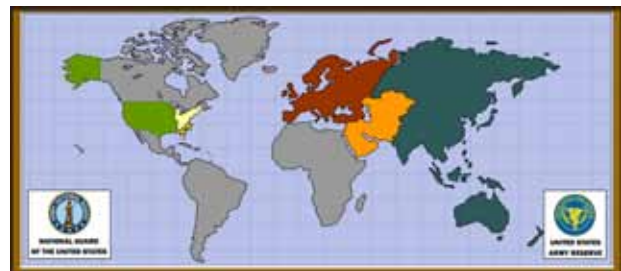 NATIONAL GUARD
OF THE UNITED STATES
UNITED STATES
ARMY RESERVE